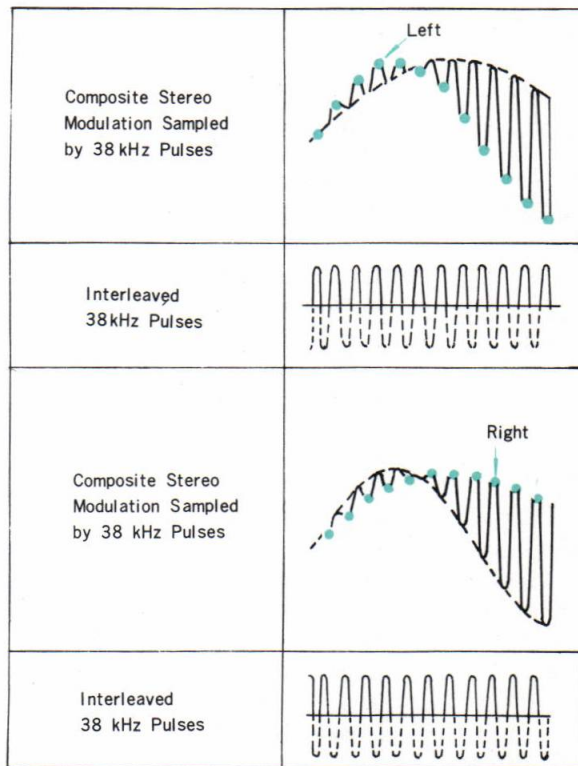 Left
Composite Stereo
Modulation Sampled
by 38 kHz Pulses
Interleaved
38 kHz Pulses
Right
Composite Stereo
Modulation Sampled
by 38 kHz Pulses
Interleaved
38 kHz Pulses